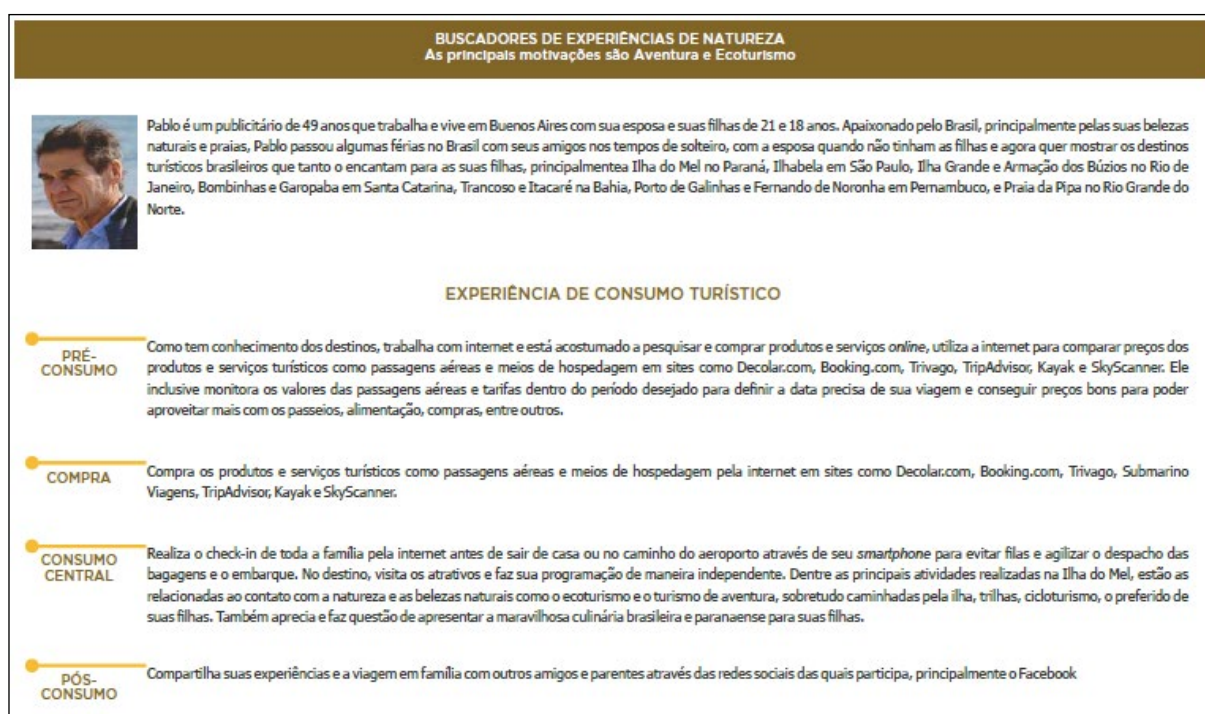 BUSCADORES DE EXPERIÊNCIAS DE NATUREZA
As principais motivações são Aventura e Ecoturismo
Pablo é um publicitário de 49 anos que trabalha e vive em Buenos Aires com sua esposa e suas filhas de 21 e 18 anos. Apaixonado pelo Brasil, principalmente pelas suas belezas
naturais e praias, Pablo passou algumas férias no Brasil com seus amigos nos tempos de solteiro, com a esposa quando não tinham as filhas e agora quer mostrar os destinos
turísticos brasileiros que tanto o encantam para as suas filhas, principalmentea Ilha do Mel no Paraná, Ilhabela em São Paulo, Ilha Grande e Armação dos Búzios no Rio de
Janeiro, Bombinhas e Garopaba em Santa Catarina, Trancoso e Itacaré na Bahia, Porto de Galinhas e Fernando de Noronha em Pernambuco, e Praia da Pipa no Rio Grande do
Norte.
EXPERIÊNCIA DE CONSUMO TURÍSTICO
PRÉ-
CONSUMO
Como tem conhecimento dos destinos, trabalha com internet e está acostumado a pesquisar e comprar produtos e serviços online, utiliza a internet para comparar preços dos
produtos e serviços turísticos como passagens aéreas e meios de hospedagem em sites como Decolar.com, Booking.com, Trivago, TripAdvisor, Kayak e SkyScanner. Ele
inclusive monitora os valores das passagens aéreas e tarifas dentro do período desejado para definir a data precisa de sua viagem e conseguir preços bons para poder
aproveitar mais com os passeios, alimentação, compras, entre outros.
COMPRA
Compra os produtos e serviços turísticos como passagens aéreas e meios de hospedagem pela internet em sites como Decolar.com, Booking.com, Trivago, Submarino
Viagens, TripAdvisor, Kayak e SkyScanner.
CONSUMO
CENTRAL
Realiza o check-in de toda a família pela internet antes de sair de casa ou no caminho do aeroporto através de seu smartphone para evitar filas e agilizar o despacho das
bagagens e o embarque. No destino, visita os atrativos e faz sua programação de maneira independente. Dentre as principais atividades realizadas na Ilha do Mel, estão as
relacionadas ao contato com a natureza e as belezas naturais como o ecoturismo e o turismo de aventura, sobretudo caminhadas pela ilha, trilhas, cicloturismo, o preferido de
suas filhas. Também aprecia e faz questão de apresentar a maravilhosa culinária brasileira e paranaense para suas filhas.
PÓS-
CONSUMO
Compartilha suas experiências e a viagem em família com outros amigos e parentes através das redes sociais das quais participa, principalmente o Facebook